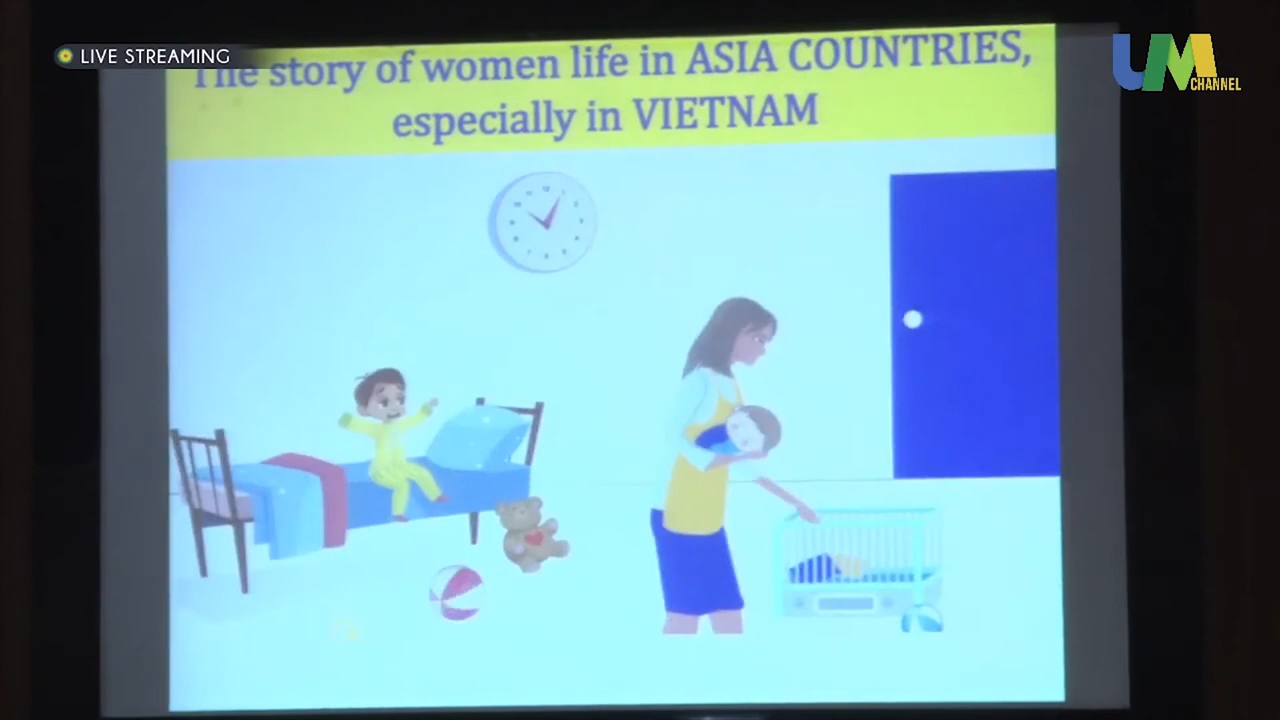 LIVE STREAMING
The story of women life in ASIA COUNTRIES,
especially in VIETNAM
UM
CHANNEL